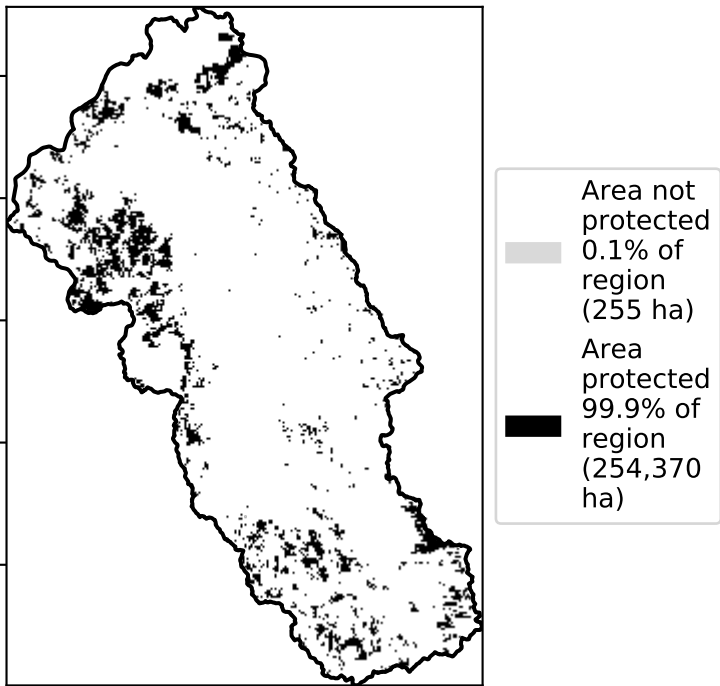 Area not
protected
0.1% of
region
(255 ha)
Area
protected
99.9% of
region
(254,370
ha)